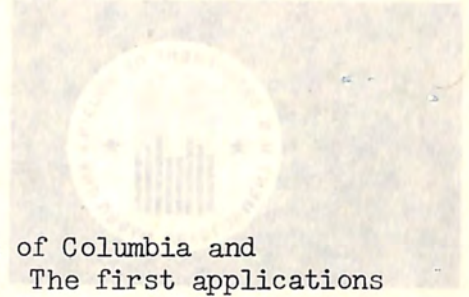 of Columbia and
The first applications